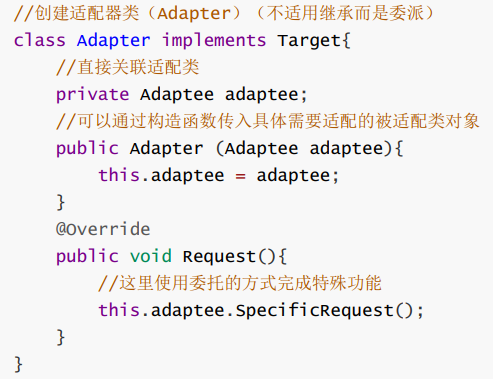 //创建适配器类（Adapter）（不适用继承而是委派）
class Adapter implements Target{
    //直接关联适配类
    private Adaptee adaptee;
    //可以通过构造函数传入具体需要适配的被适配类对象
    public Adapter (Adaptee adaptee){
        this.adaptee = adaptee;
    }
    @Override
    public void Request(){
        //这里使用委托的方式完成特殊功能
        this.adaptee.SpecificRequest();
    }
}